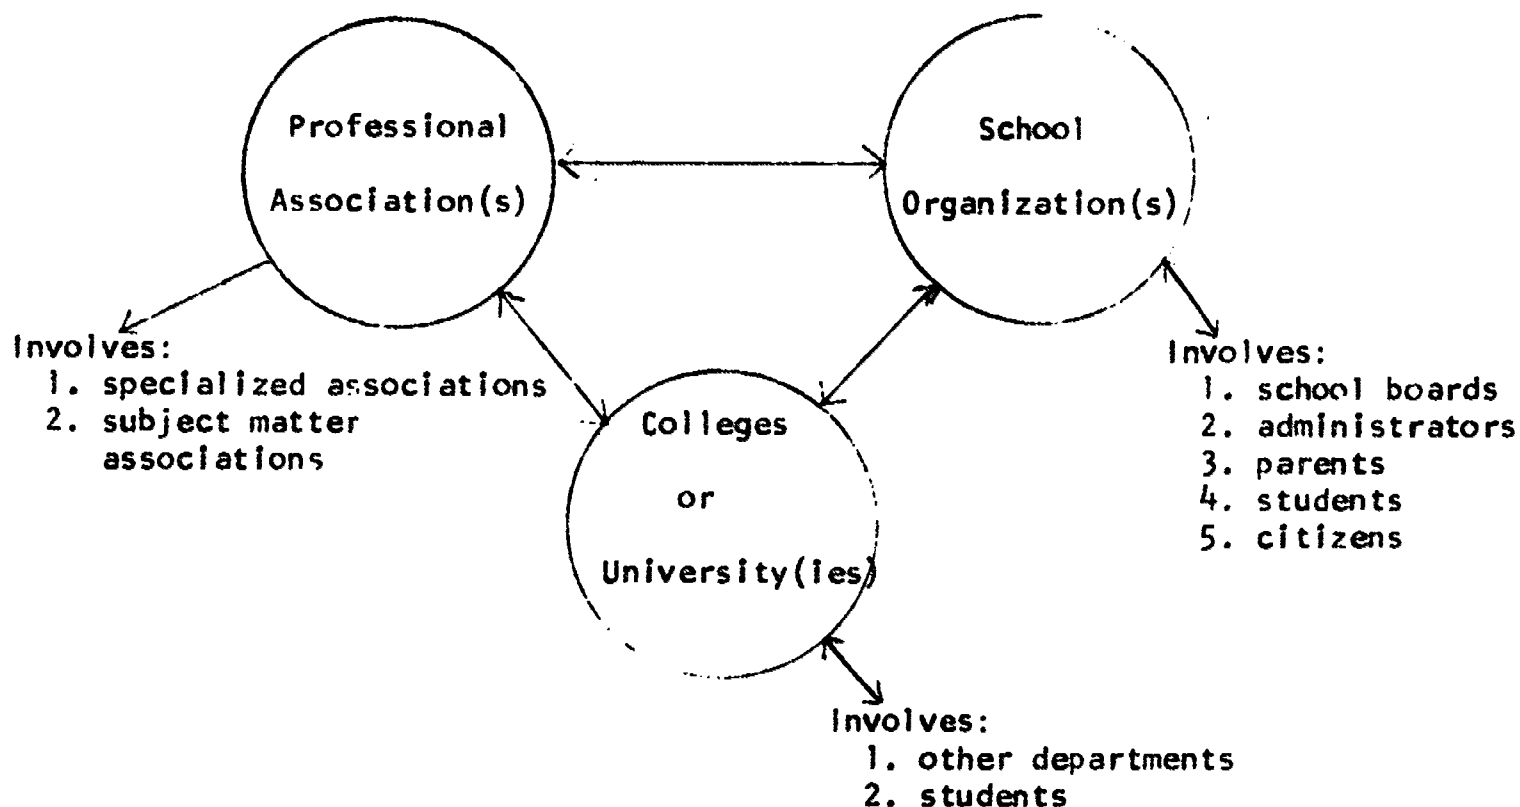 Professional
Association(s)
School
Organization(s)
Involves:
1. specialized associations
2. subject matter
associations
Colleges
or
University(ies)
Involves:
1. school boards
2. administrators
3. parents
4. students
5. citizens
Involves:
1. other departments
2. students